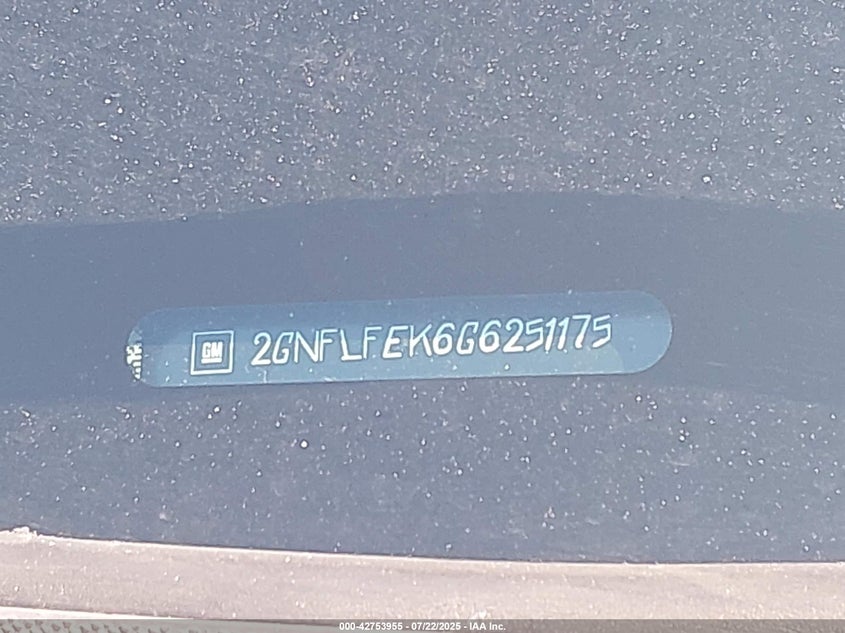 GM 2GNFLFEK6G6251175
000-42753955 - 07/22/2025 - IAA Inc.